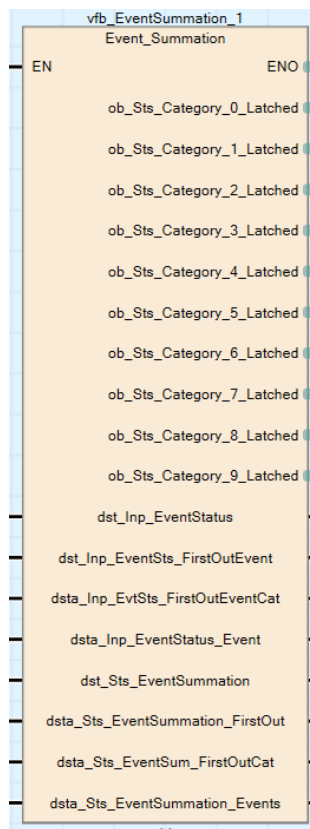 vfb_EventSummation_1
Event_Summation
EN ENO
ob_Sts_Category_0_Latched
ob_Sts_Category_1_Latched
ob_Sts_Category_2_Latched
ob_Sts_Category_3_Latched
ob_Sts_Category_4_Latched
ob_Sts_Category_5_Latched
ob_Sts_Category_6_Latched
ob_Sts_Category_7_Latched
ob_Sts_Category_8_Latched
ob_Sts_Category_9_Latched
dst_Inp_EventStatus
dst_Inp_EventSts_FirstOutEvent
dsta_Inp_EvtSts_FirstOutEventCat
dsta_Inp_EventStatus_Event
dst_Sts_EventSummation
dsta_Sts_EventSummation_FirstOut
dsta_Sts_EventSum_FirstOutCat
dsta_Sts_EventSummation_Events